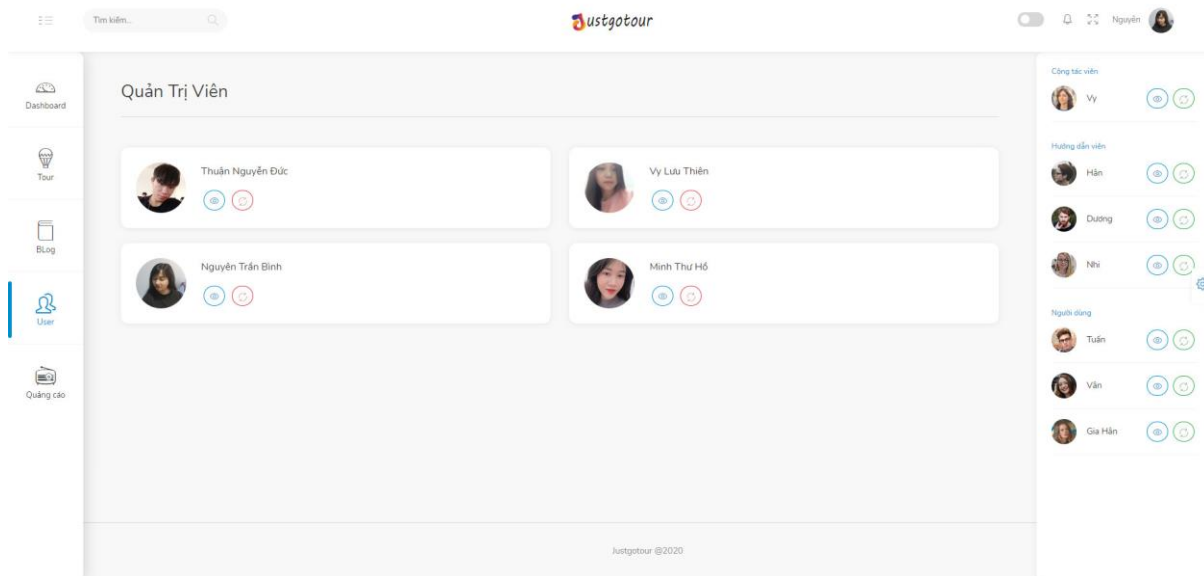 Tìm kiếm...
Justgotour
Nguyên
Dashboard
Tour
BLog
User
Quảng cáo
Quản Trị Viên
Thuận Nguyễn Đức
Vy Lưu Thiên
Nguyên Trần Bình
Minh Thư Hồ
Cộng tác viên
Vy
Hướng dẫn viên
Hân
Dương
Nhi
Người dùng
Tuấn
Vân
Gia Hân
Justgotour @2020